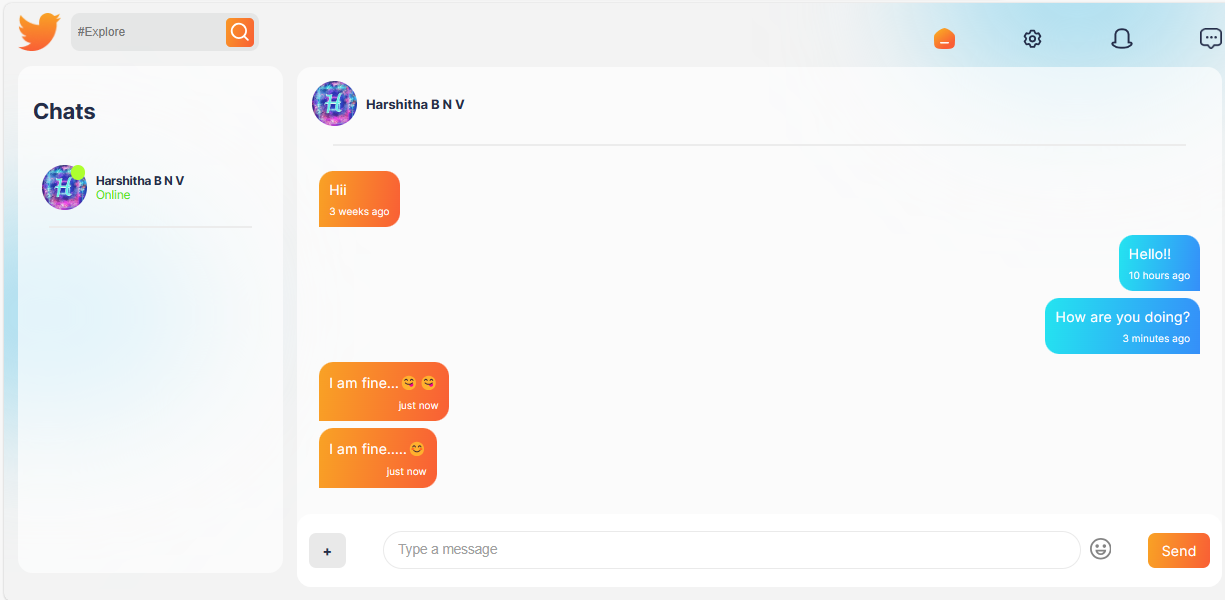 #Explore
Chats
Harshitha B N V
Online
Harshitha B N V
Hii
3 weeks ago
Hello!!
10 hours ago
How are you doing?
3 minutes ago
I am fine...😋 😋
just now
I am fine.....😊
just now
+
Type a message
Send